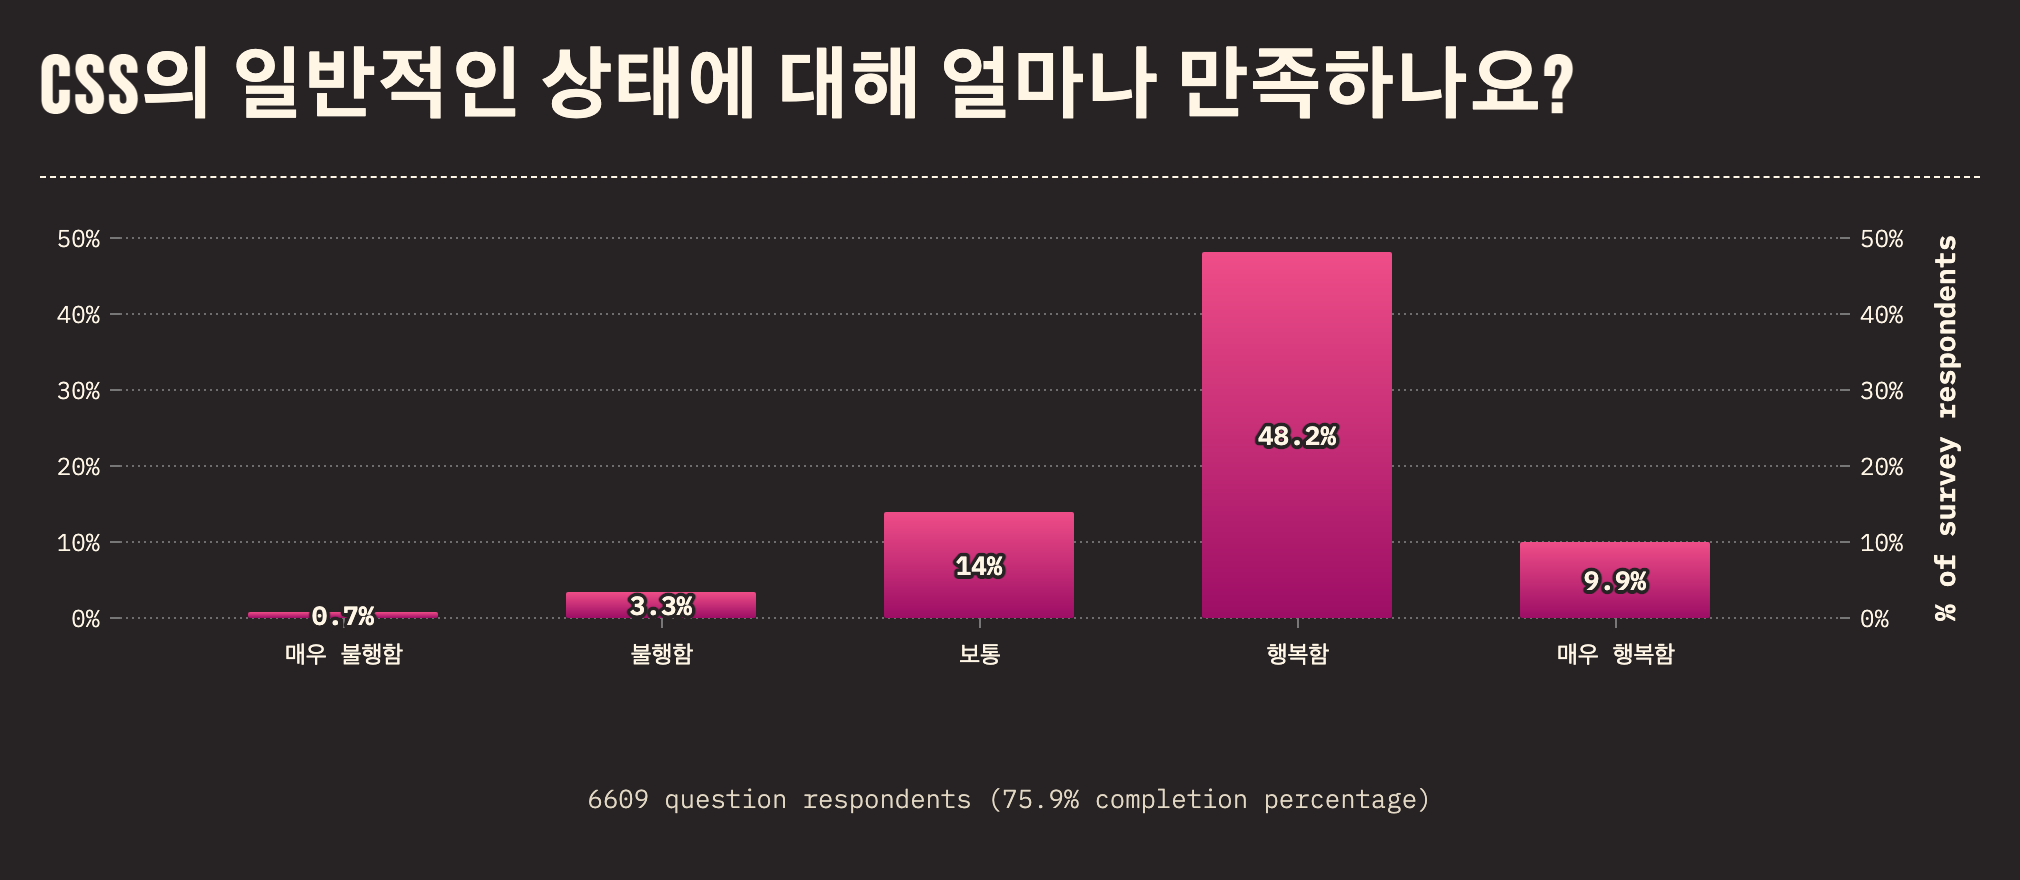 CSS의 일반적인 상태에 대해 얼마나 만족하나요?
50%
40%
30%
20%
10%
0%
50%
40%
30%
20%
10%
0%
% of survey respondents
0.7%
3.3%
14%
48.2%
9.9%
매우 불행함
불행함
보통
행복함
매우 행복함
6609 question respondents (75.9% completion percentage)